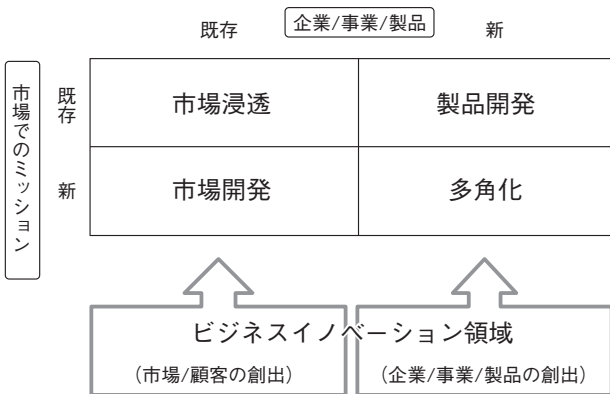 既存 企業/事業/製品 新
市場でのミッション
既存 市場浸透 製品開発
新 市場開発 多角化
ビジネスイノベーション領域
(市場/顧客の創出) (企業/事業/製品の創出)